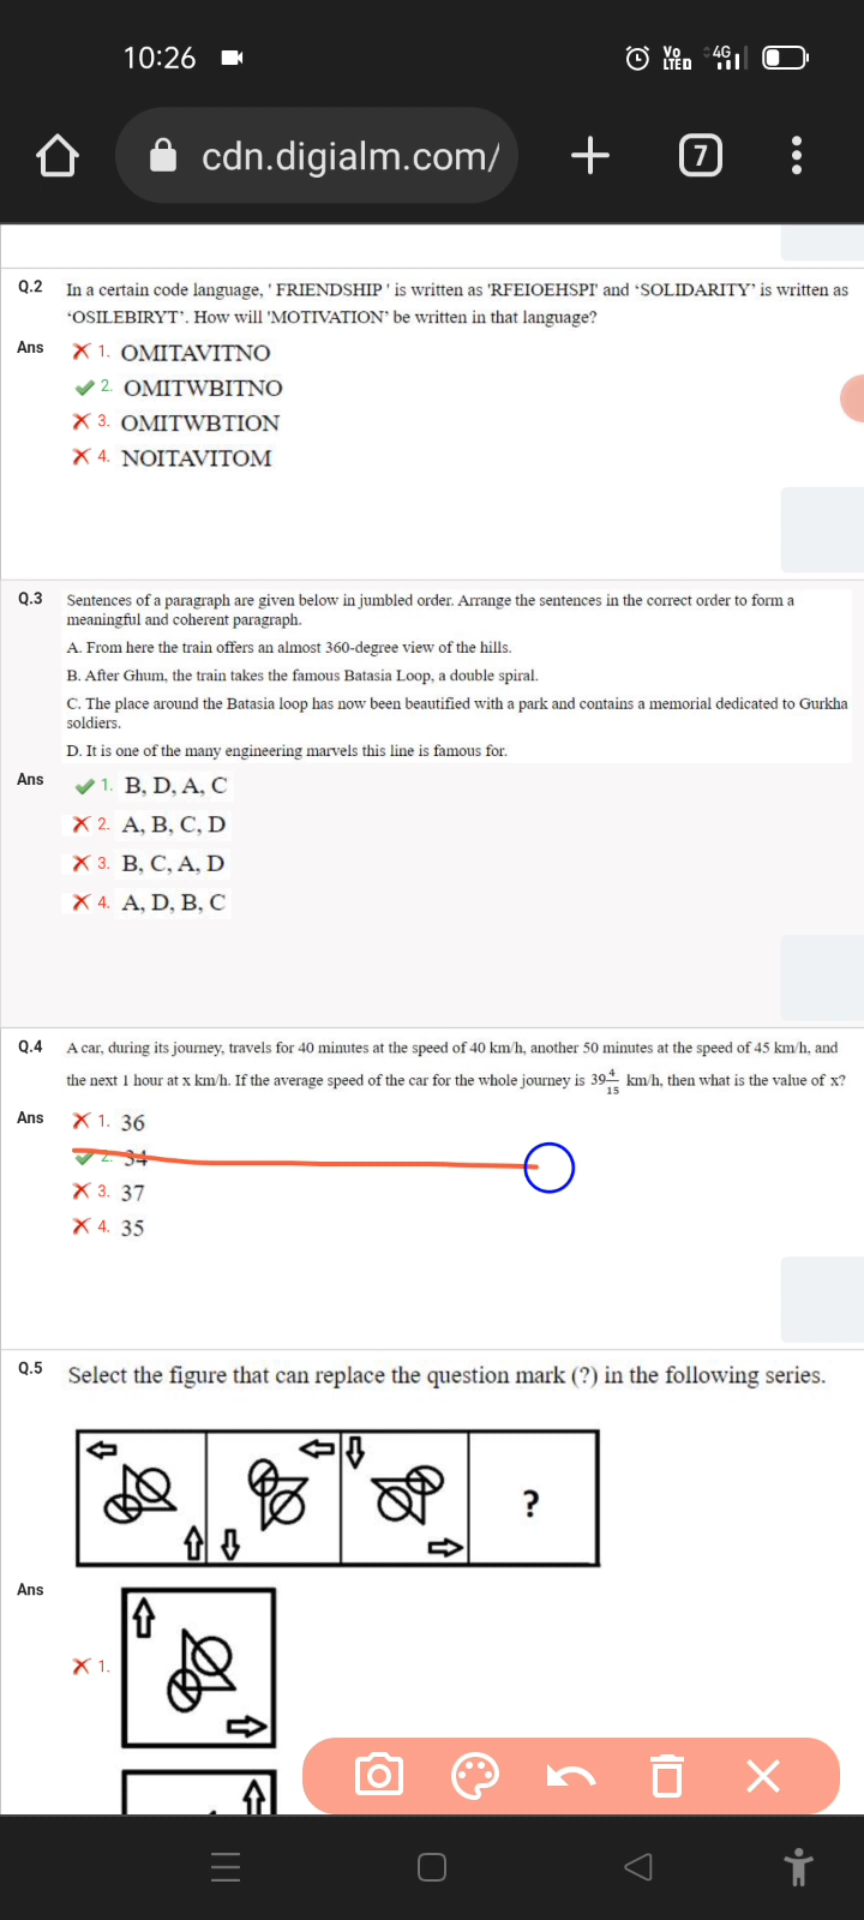 10:26
Vo LTED 4G
cdn.digialm.com/
7
Q.2 In a certain code language, ' FRIENDSHIP ' is written as 'RFEIOEHSPI' and ‘SOLIDARITY’ is written as
‘OSILEBIRYT’. How will 'MOTIVATION’ be written in that language?
Ans 1. OMITAVITNO
2. OMITWBITNO
3. OMITWBTION
4. NOITAVITOM
Q.3 Sentences of a paragraph are given below in jumbled order. Arrange the sentences in the correct order to form a
meaningful and coherent paragraph.
A. From here the train offers an almost 360-degree view of the hills.
B. After Ghum, the train takes the famous Batasia Loop, a double spiral.
C. The place around the Batasia loop has now been beautified with a park and contains a memorial dedicated to Gurkha
soldiers.
D. It is one of the many engineering marvels this line is famous for.
Ans 1. B, D, A, C
2. A, B, C, D
3. B, C, A, D
4. A, D, B, C
Q.4 A car, during its journey, travels for 40 minutes at the speed of 40 km/h, another 50 minutes at the speed of 45 km/h, and
the next 1 hour at x km/h. If the average speed of the car for the whole journey is 39 4/15 km/h, then what is the value of x?
Ans 1. 36
2. 34
3. 37
4. 35
Q.5 Select the figure that can replace the question mark (?) in the following series.
?
Ans
1.